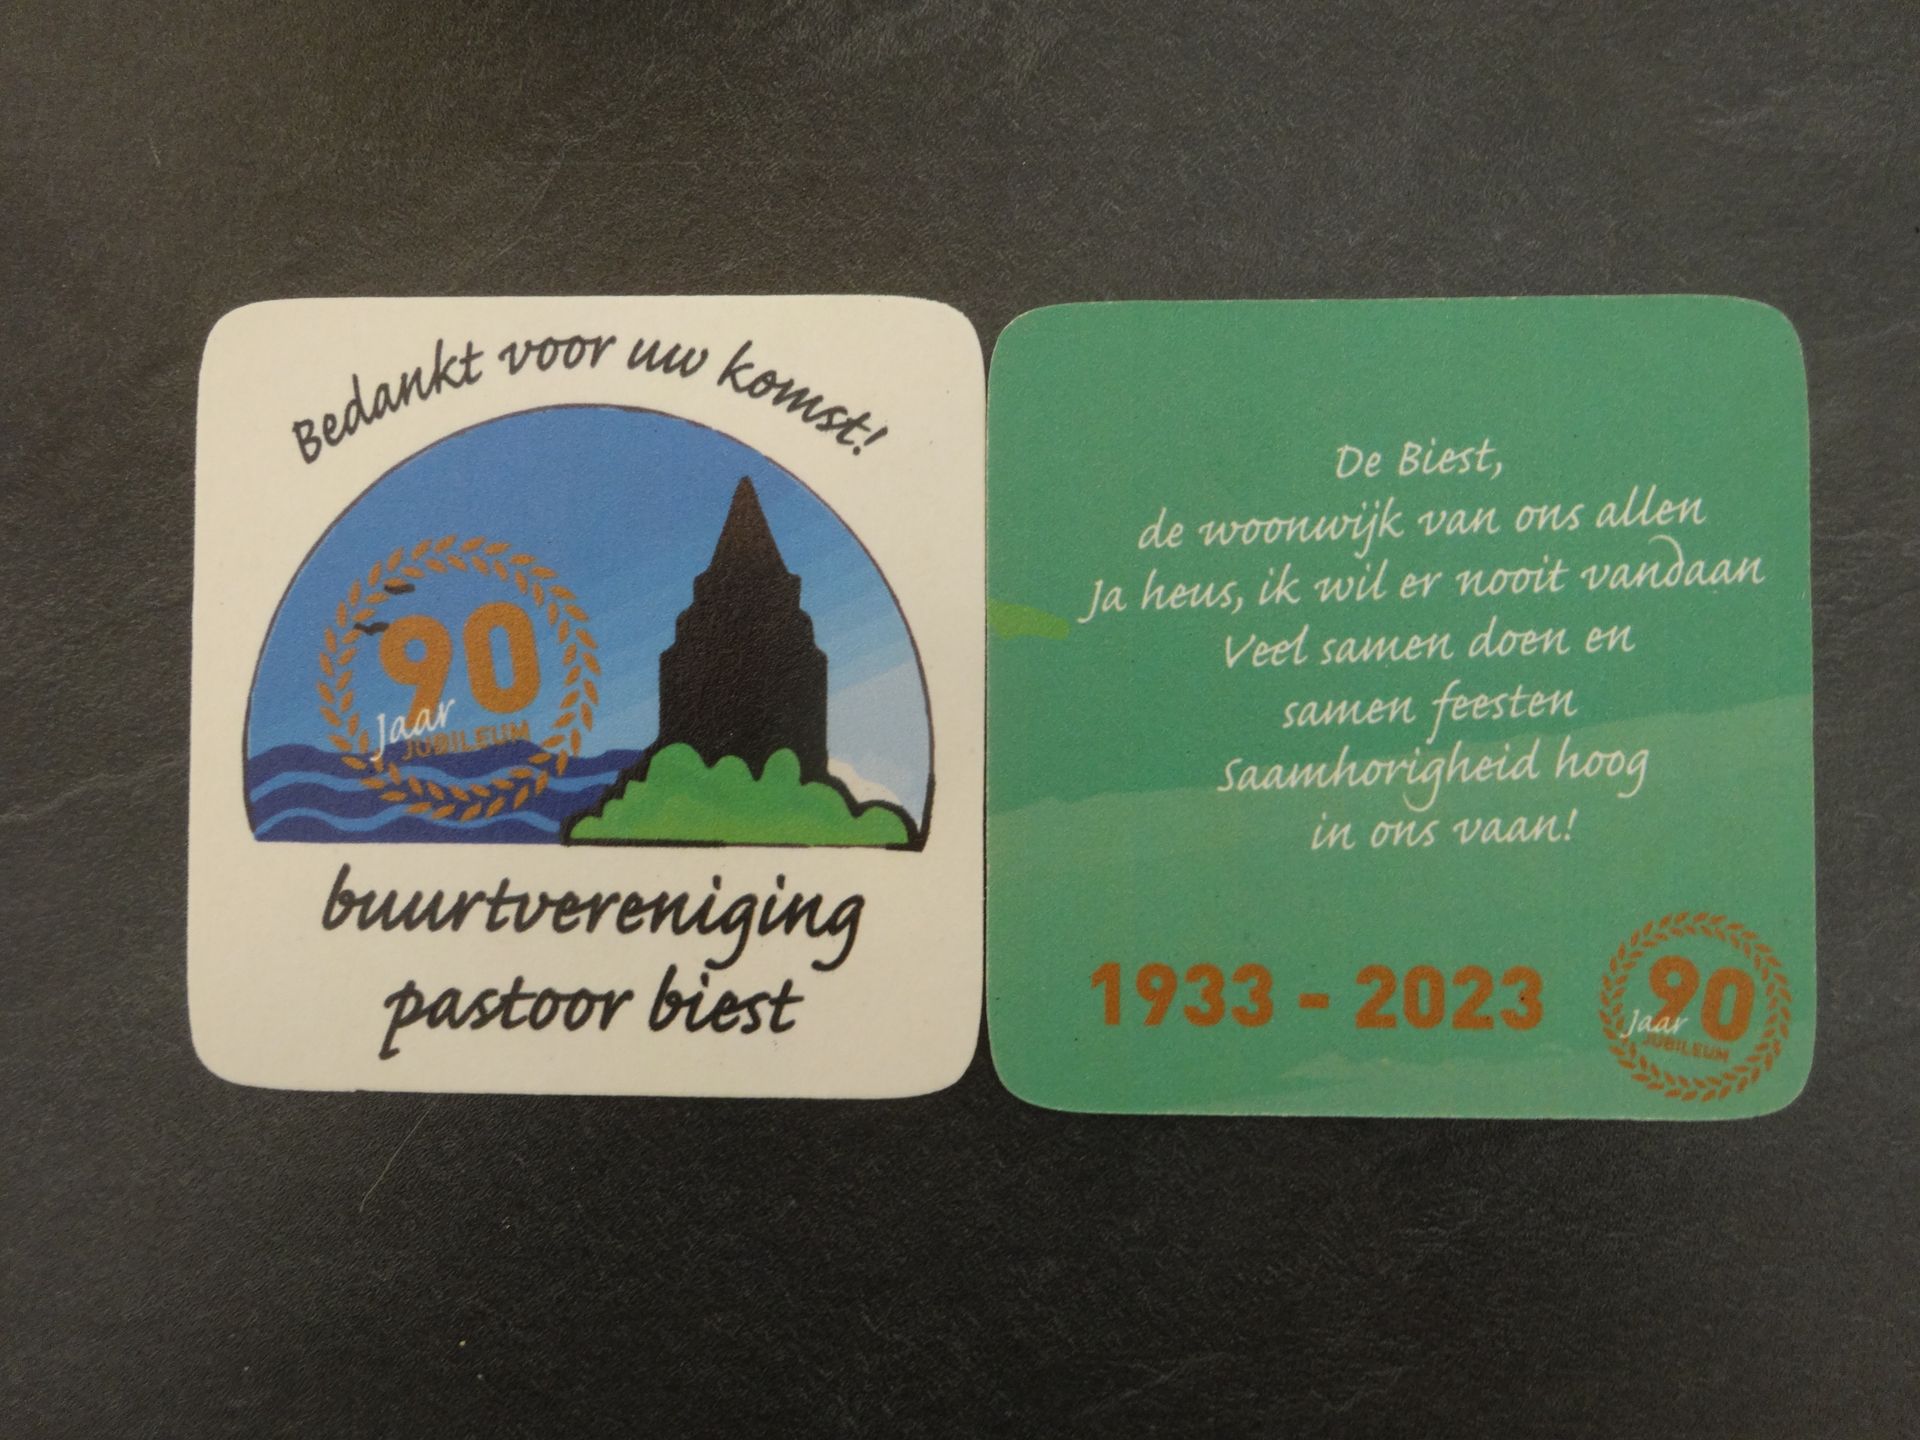 Bedankt voor uw komst!
90
Jaar
JUBILEUM
buurtvereniging
pastoor biest
De Biest,
de woonwijk van ons allen
Ja heus, ik wil er nooit vandaan
Veel samen doen en
samen feesten
Saamhorigheid hoog
in ons vaan!
1933 - 2023
90
Jaar
JUBILEUM